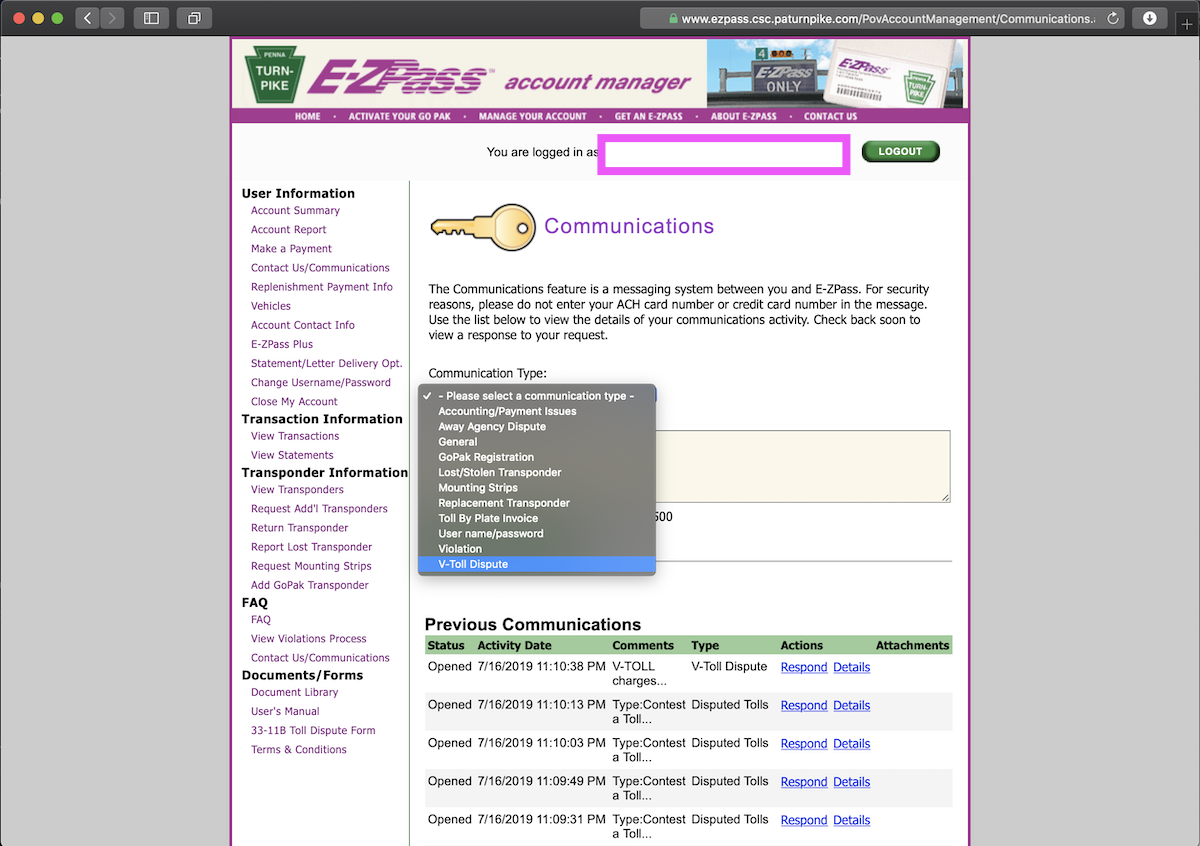 www.ezpass.csc.paturnpike.com/PovAccountManagement/Communications.a
PENNA
TURN-
PIKE
E-ZPass™ account manager
4
E-ZPass
ONLY
E-ZPass
TURN-
PIKE
HOME · ACTIVATE YOUR GO PAK · MANAGE YOUR ACCOUNT · GET AN E-ZPASS · ABOUT E-ZPASS · CONTACT US
You are logged in as
LOGOUT
User Information
Account Summary
Account Report
Make a Payment
Contact Us/Communications
Replenishment Payment Info
Vehicles
Account Contact Info
E-ZPass Plus
Statement/Letter Delivery Opt.
Change Username/Password
Close My Account
Transaction Information
View Transactions
View Statements
Transponder Information
View Transponders
Request Add'l Transponders
Return Transponder
Report Lost Transponder
Request Mounting Strips
Add GoPak Transponder
FAQ
FAQ
View Violations Process
Contact Us/Communications
Documents/Forms
Document Library
User's Manual
33-11B Toll Dispute Form
Terms & Conditions
Communications
The Communications feature is a messaging system between you and E-ZPass. For security
reasons, please do not enter your ACH card number or credit card number in the message.
Use the list below to view the details of your communications activity. Check back soon to
view a response to your request.
Communication Type:
✓ - Please select a communication type -
Accounting/Payment Issues
Away Agency Dispute
General
GoPak Registration
Lost/Stolen Transponder
Mounting Strips
Replacement Transponder
Toll By Plate Invoice
User name/password
Violation
V-Toll Dispute
500
Previous Communications
Status Activity Date Comments Type Actions Attachments
Opened 7/16/2019 11:10:38 PM V-TOLL V-Toll Dispute Respond Details
charges...
Opened 7/16/2019 11:10:13 PM Type:Contest Disputed Tolls Respond Details
a Toll...
Opened 7/16/2019 11:10:03 PM Type:Contest Disputed Tolls Respond Details
a Toll...
Opened 7/16/2019 11:09:49 PM Type:Contest Disputed Tolls Respond Details
a Toll...
Opened 7/16/2019 11:09:31 PM Type:Contest Disputed Tolls Respond Details
a Toll...